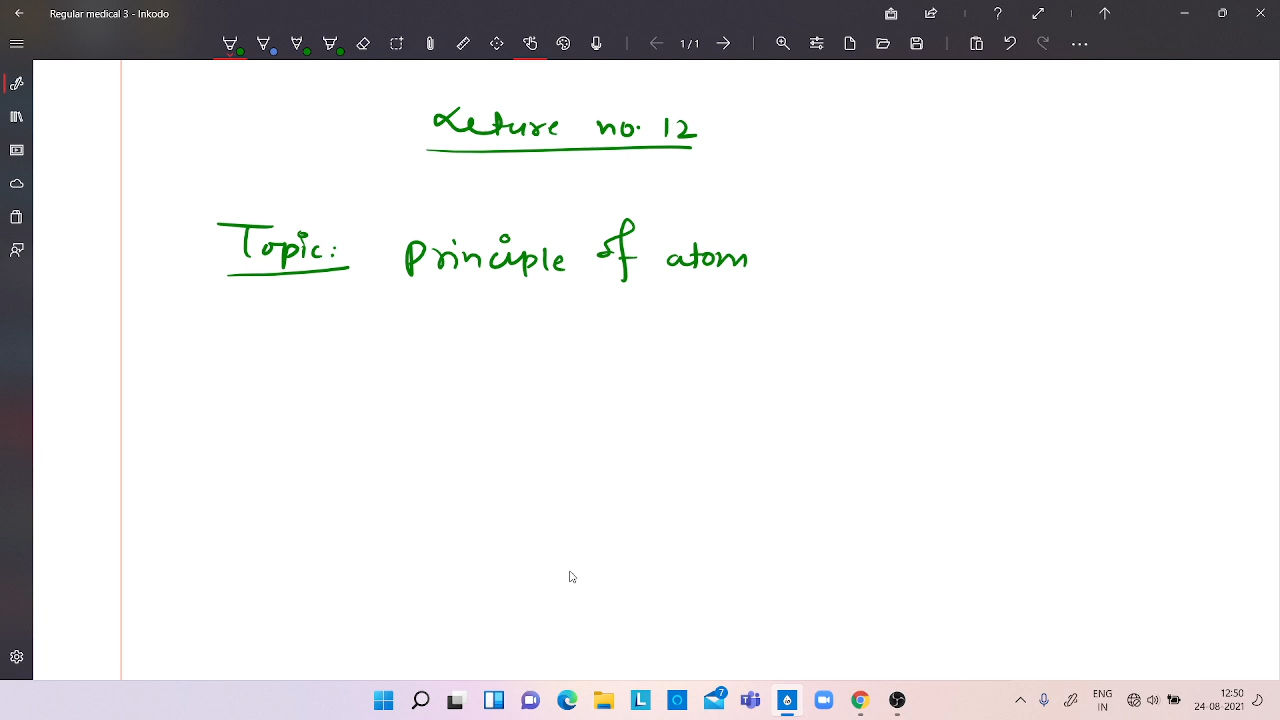 Regular medical 3 - Inkodo
1/1
Leture no. 12
Topic: Principle of atom
7
ENG
IN
12:50
24-08-2021